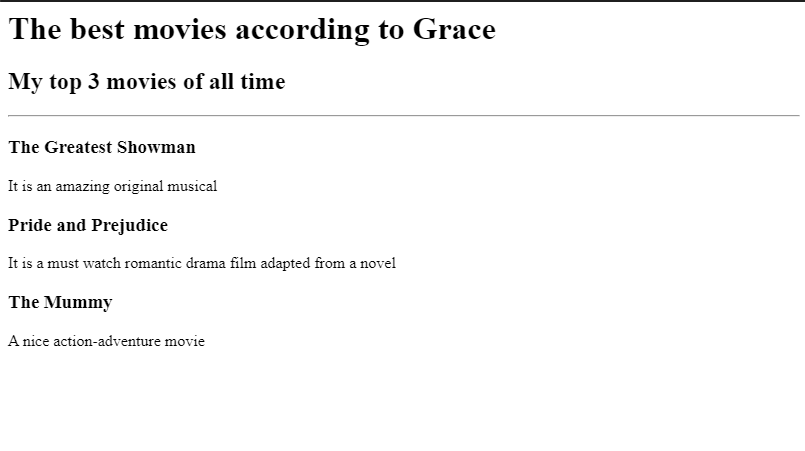 The best movies according to Grace
My top 3 movies of all time
The Greatest Showman
It is an amazing original musical
Pride and Prejudice
It is a must watch romantic drama film adapted from a novel
The Mummy
A nice action-adventure movie